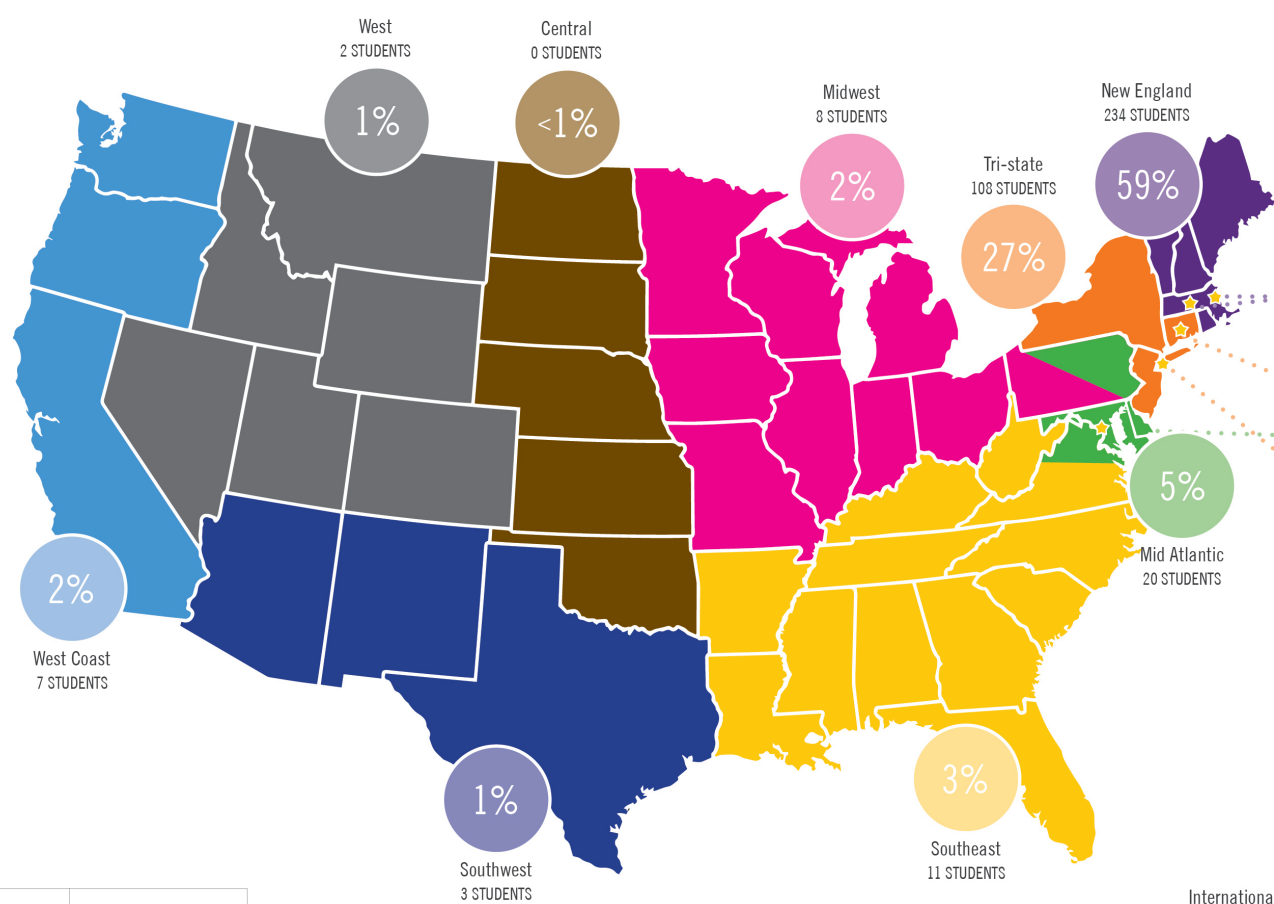 West
2 STUDENTS
1%
Central
0 STUDENTS
<1%
Midwest
8 STUDENTS
2%
New England
234 STUDENTS
59%
Tri-state
108 STUDENTS
27%
5%
Mid Atlantic
20 STUDENTS
2%
West Coast
7 STUDENTS
1%
Southwest
3 STUDENTS
3%
Southeast
11 STUDENTS
Internationa